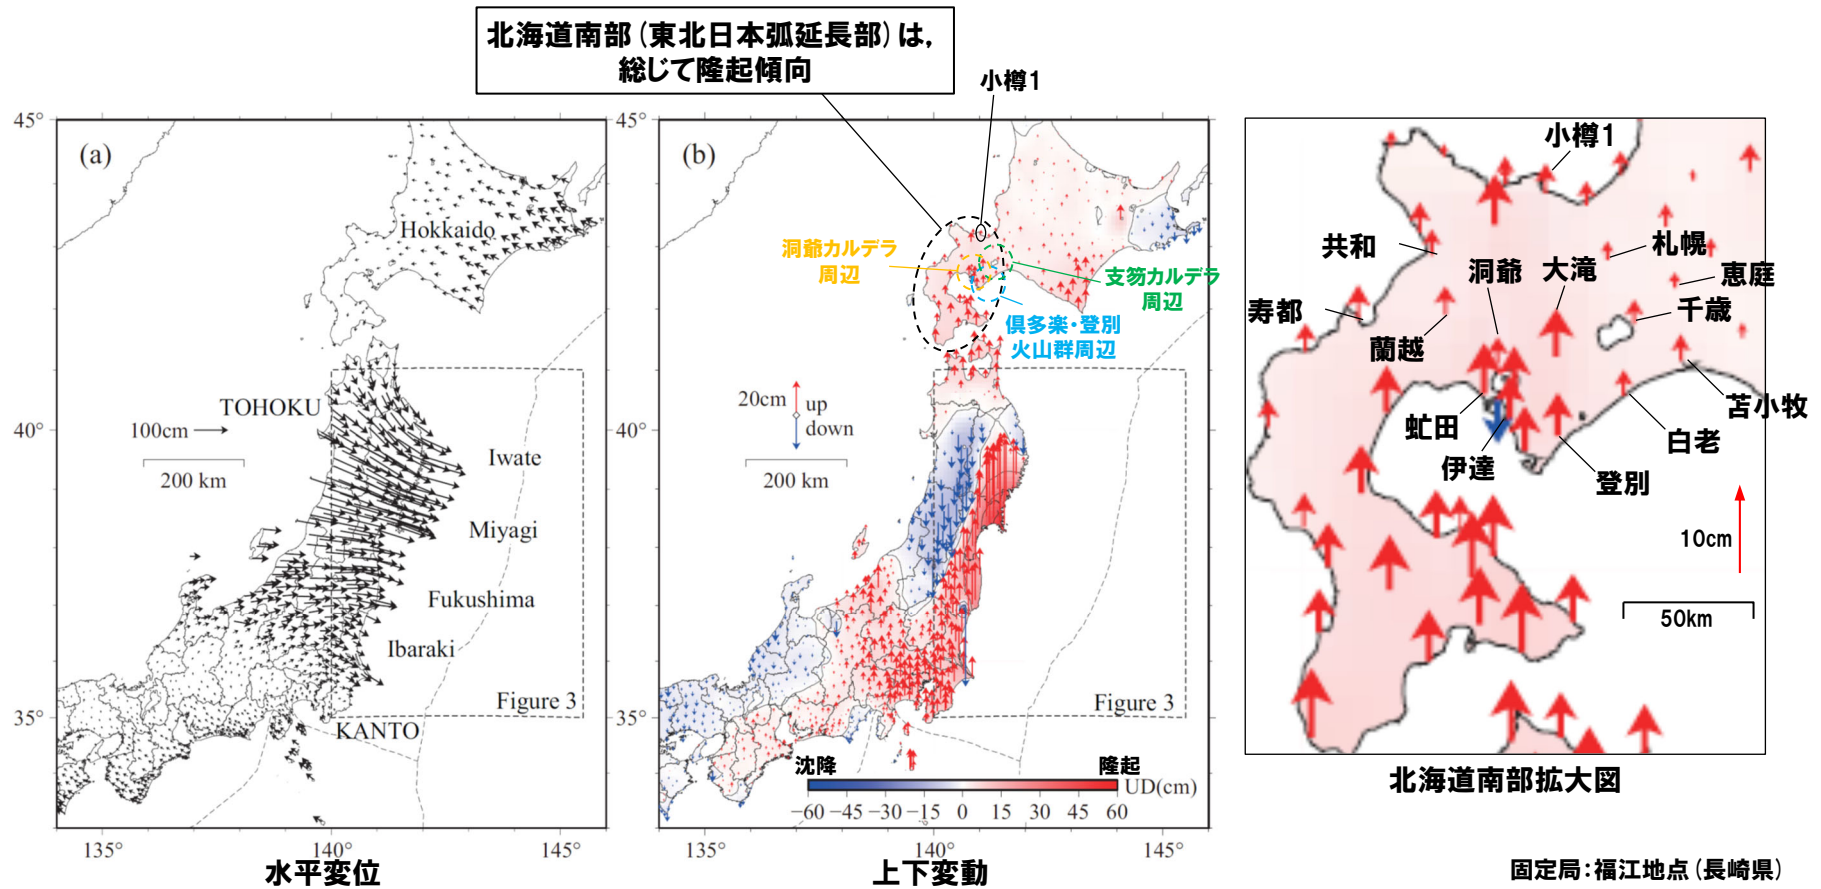 北海道南部（東北日本弧延長部）は，
総じて隆起傾向
小樽1
45°
(a)
Hokkaido
TOHOKU
100cm
40°
200 km
Iwate
Miyagi
Fukushima
Ibaraki
Figure 3
35°
KANTO
135°
140°
145°
水平変位
45°
(b)
洞爺カルデラ
周辺
支笏カルデラ
周辺
倶多楽・登別
火山群周辺
20cm
up
down
40°
200 km
35°
Figure 3
沈降
隆起
UD(cm)
−60 −45 −30 −15 0 15 30 45 60
135°
140°
145°
上下変動
小樽1
共和
札幌
洞爺
大滝
恵庭
寿都
千歳
蘭越
苫小牧
虻田
白老
伊達
登別
10cm
50km
北海道南部拡大図
固定局：福江地点（長崎県）